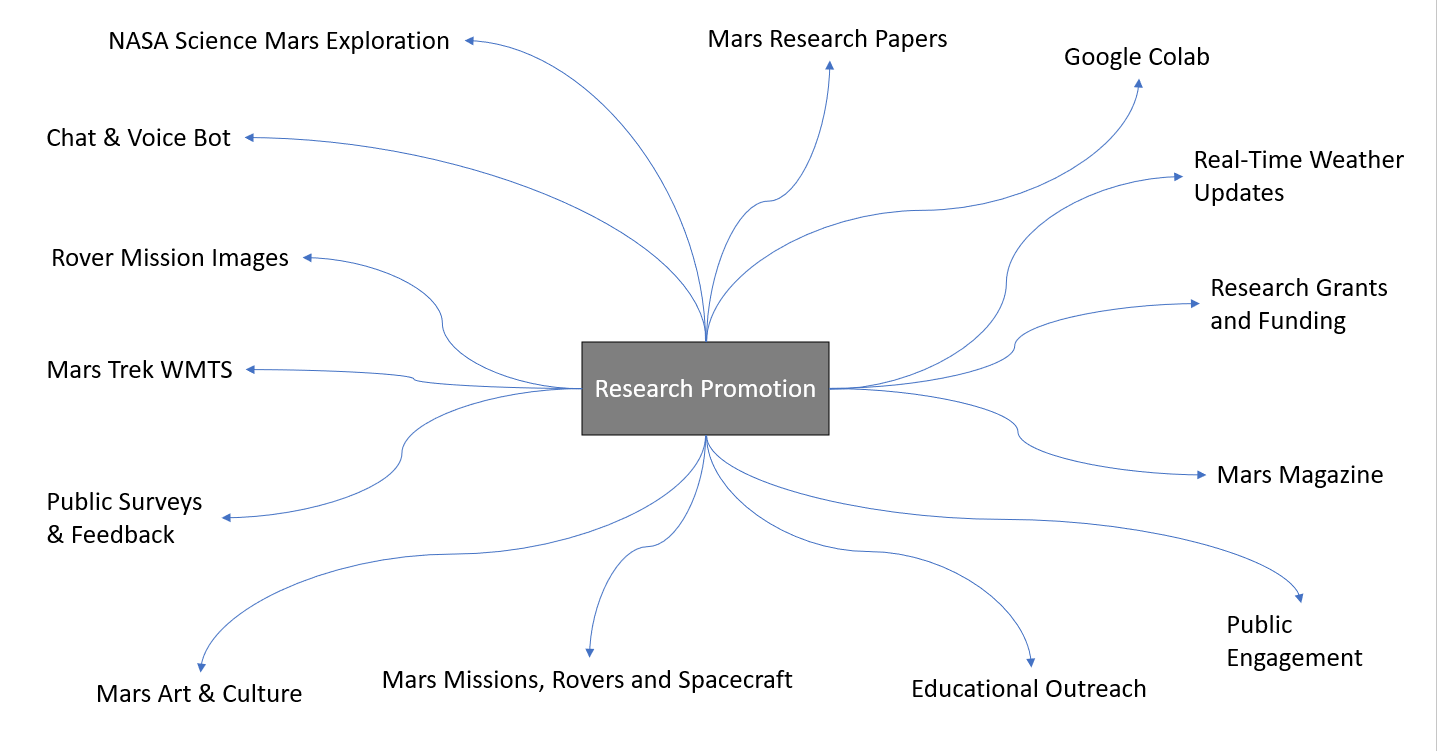 NASA Science Mars Exploration
Mars Research Papers
Google Colab
Chat & Voice Bot
Real-Time Weather
Updates
Rover Mission Images
Research Grants
and Funding
Mars Trek WMTS
Research Promotion
Mars Magazine
Public Surveys
& Feedback
Public
Engagement
Mars Art & Culture
Mars Missions, Rovers and Spacecraft
Educational Outreach